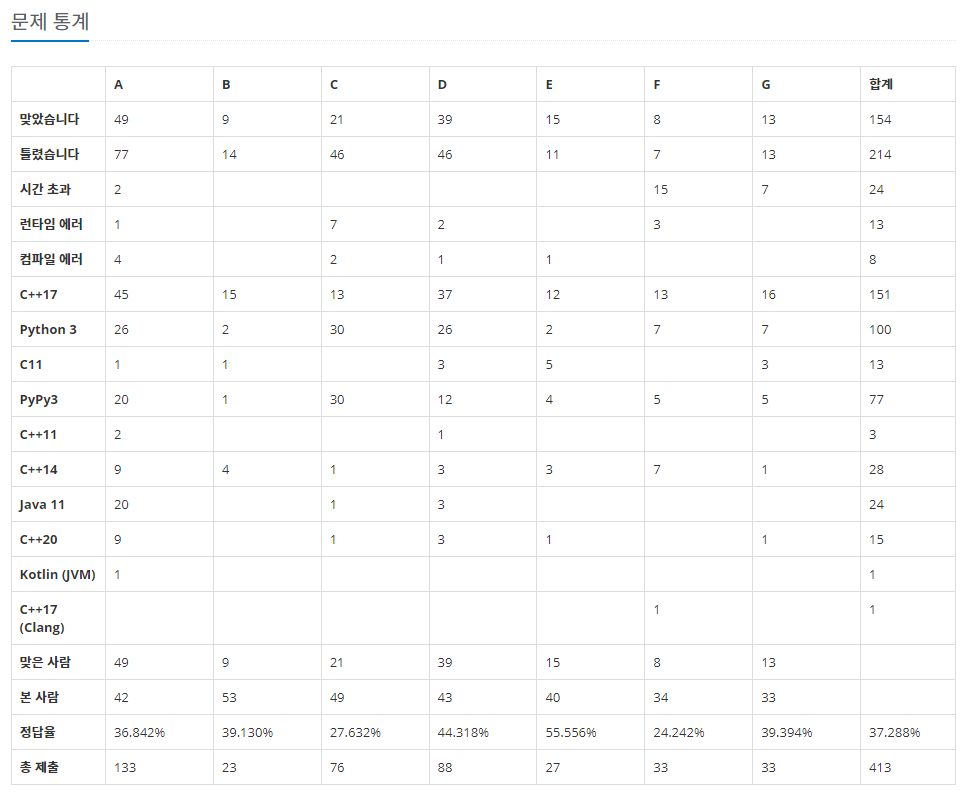 문제 통계
A B C D E F G 합계
맞았습니다 49 9 21 39 15 8 13 154
틀렸습니다 77 14 46 46 11 7 13 214
시간 초과 2 15 7 24
런타임 에러 1 7 2 3 13
컴파일 에러 4 2 1 1 8
C++17 45 15 13 37 12 13 16 151
Python 3 26 2 30 26 2 7 7 100
C11 1 1 3 5 3 13
PyPy3 20 1 30 12 4 5 5 77
C++11 2 1 3
C++14 9 4 1 3 3 7 1 28
Java 11 20 1 3 24
C++20 9 1 3 1 1 15
Kotlin (JVM) 1 1
C++17 1 1
(Clang)
맞은 사람 49 9 21 39 15 8 13
본 사람 42 53 49 43 40 34 33
정답율 36.842% 39.130% 27.632% 44.318% 55.556% 24.242% 39.394% 37.288%
총 제출 133 23 76 88 27 33 33 413